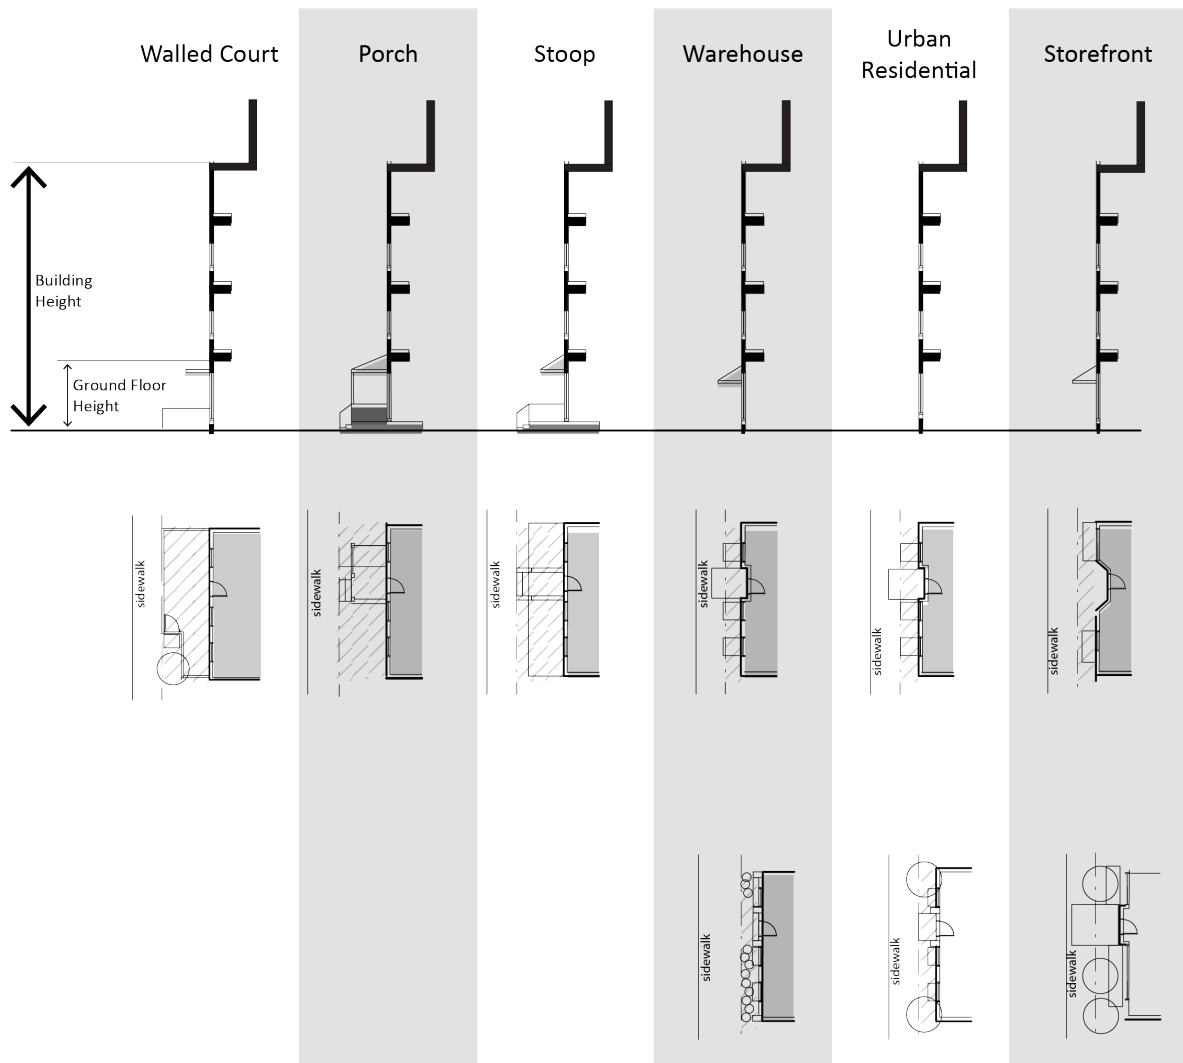 Walled Court
Porch
Stoop
Warehouse
Urban
Residential
Storefront
Building
Height
Ground Floor
Height
sidewalk
sidewalk
sidewalk
sidewalk
sidewalk
sidewalk
sidewalk
sidewalk
sidewalk